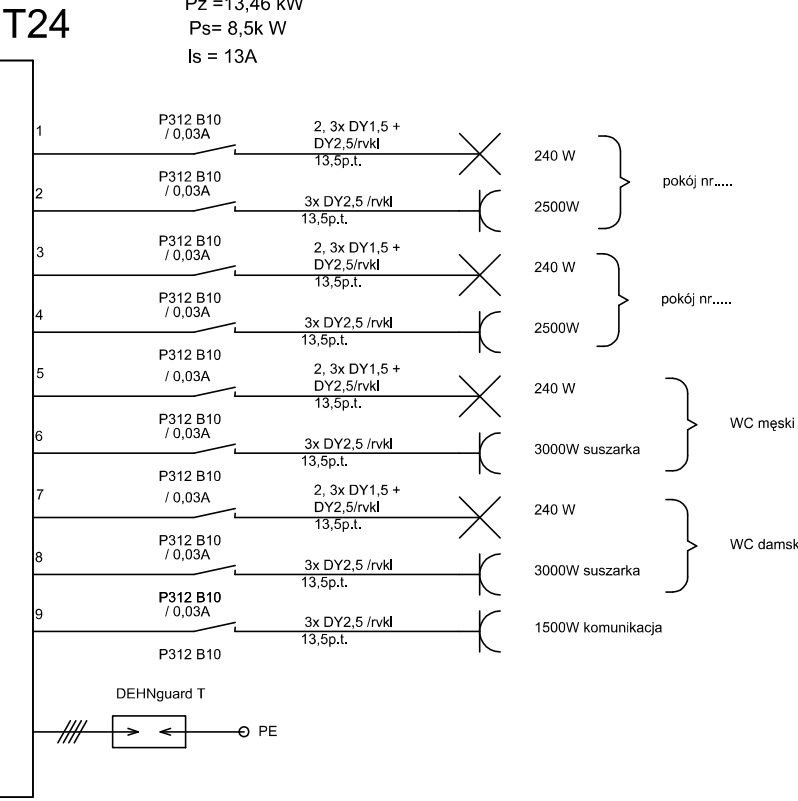 Pz =13,46 kW
T24
Ps= 8,5k W
Is = 13A
1
P312 B10
/ 0,03A
2, 3x DY1,5 +
DY2,5/rvkl
13,5p.t.
240 W
2
P312 B10
/ 0,03A
3x DY2,5 /rvkl
13,5p.t.
2500W
pokój nr.....
3
P312 B10
/ 0,03A
2, 3x DY1,5 +
DY2,5/rvkl
13,5p.t.
240 W
4
P312 B10
/ 0,03A
3x DY2,5 /rvkl
13,5p.t.
2500W
pokój nr.....
5
P312 B10
/ 0,03A
2, 3x DY1,5 +
DY2,5/rvkl
13,5p.t.
240 W
6
P312 B10
/ 0,03A
3x DY2,5 /rvkl
13,5p.t.
3000W suszarka
WC męski
7
P312 B10
/ 0,03A
2, 3x DY1,5 +
DY2,5/rvkl
13,5p.t.
240 W
8
P312 B10
/ 0,03A
3x DY2,5 /rvkl
13,5p.t.
3000W suszarka
WC damsk
9
P312 B10
/ 0,03A
3x DY2,5 /rvkl
13,5p.t.
1500W komunikacja
P312 B10
DEHNguard T
PE